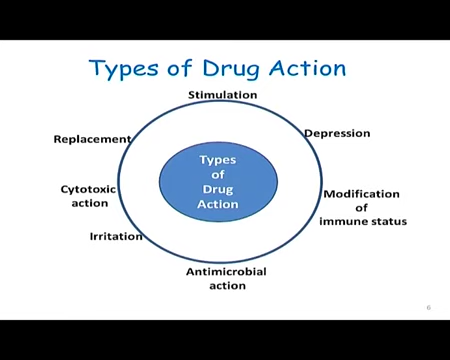 Types of Drug Action
Stimulation
Depression
Modification
of
immune status
Antimicrobial
action
Irritation
Cytotoxic
action
Replacement
Types
of
Drug
Action
6